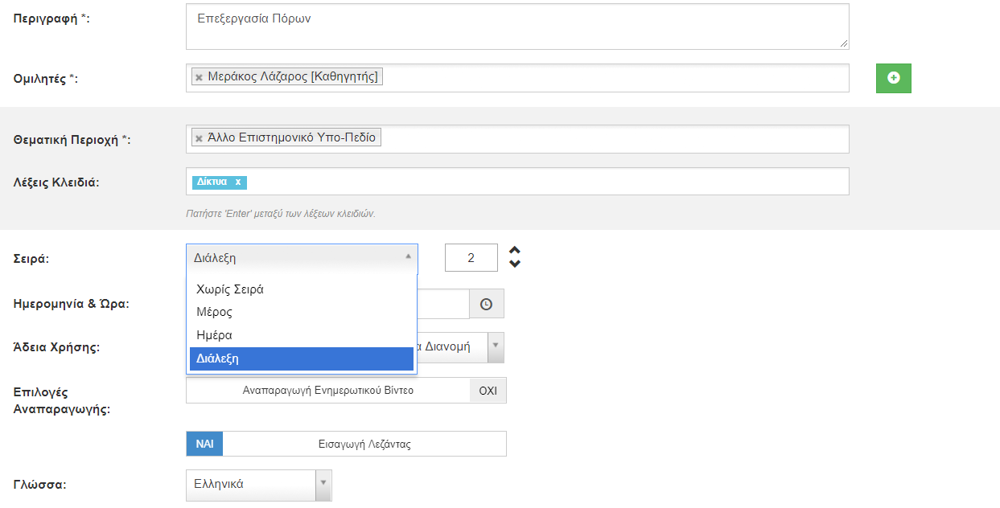 Περιγραφή *:
Επεξεργασία Πόρων
Ομιλητές *:
× Μεράκος Λάζαρος [Καθηγητής]
Θεματική Περιοχή *:
× Άλλο Επιστημονικό Υπο-Πεδίο
Λέξεις Κλειδιά:
Δίκτυα x
Πατήστε 'Enter' μεταξύ των λέξεων κλειδιών.
Σειρά:
Διάλεξη
2
Χωρίς Σειρά
Μέρος
Ημέρα
Διάλεξη
Ημερομηνία & Ώρα:
Άδεια Χρήσης:
α Διανομή
Επιλογές
Αναπαραγωγής:
Αναπαραγωγή Ενημερωτικού Βίντεο
ΟΧΙ
ΝΑΙ
Εισαγωγή Λεζάντας
Γλώσσα:
Ελληνικά